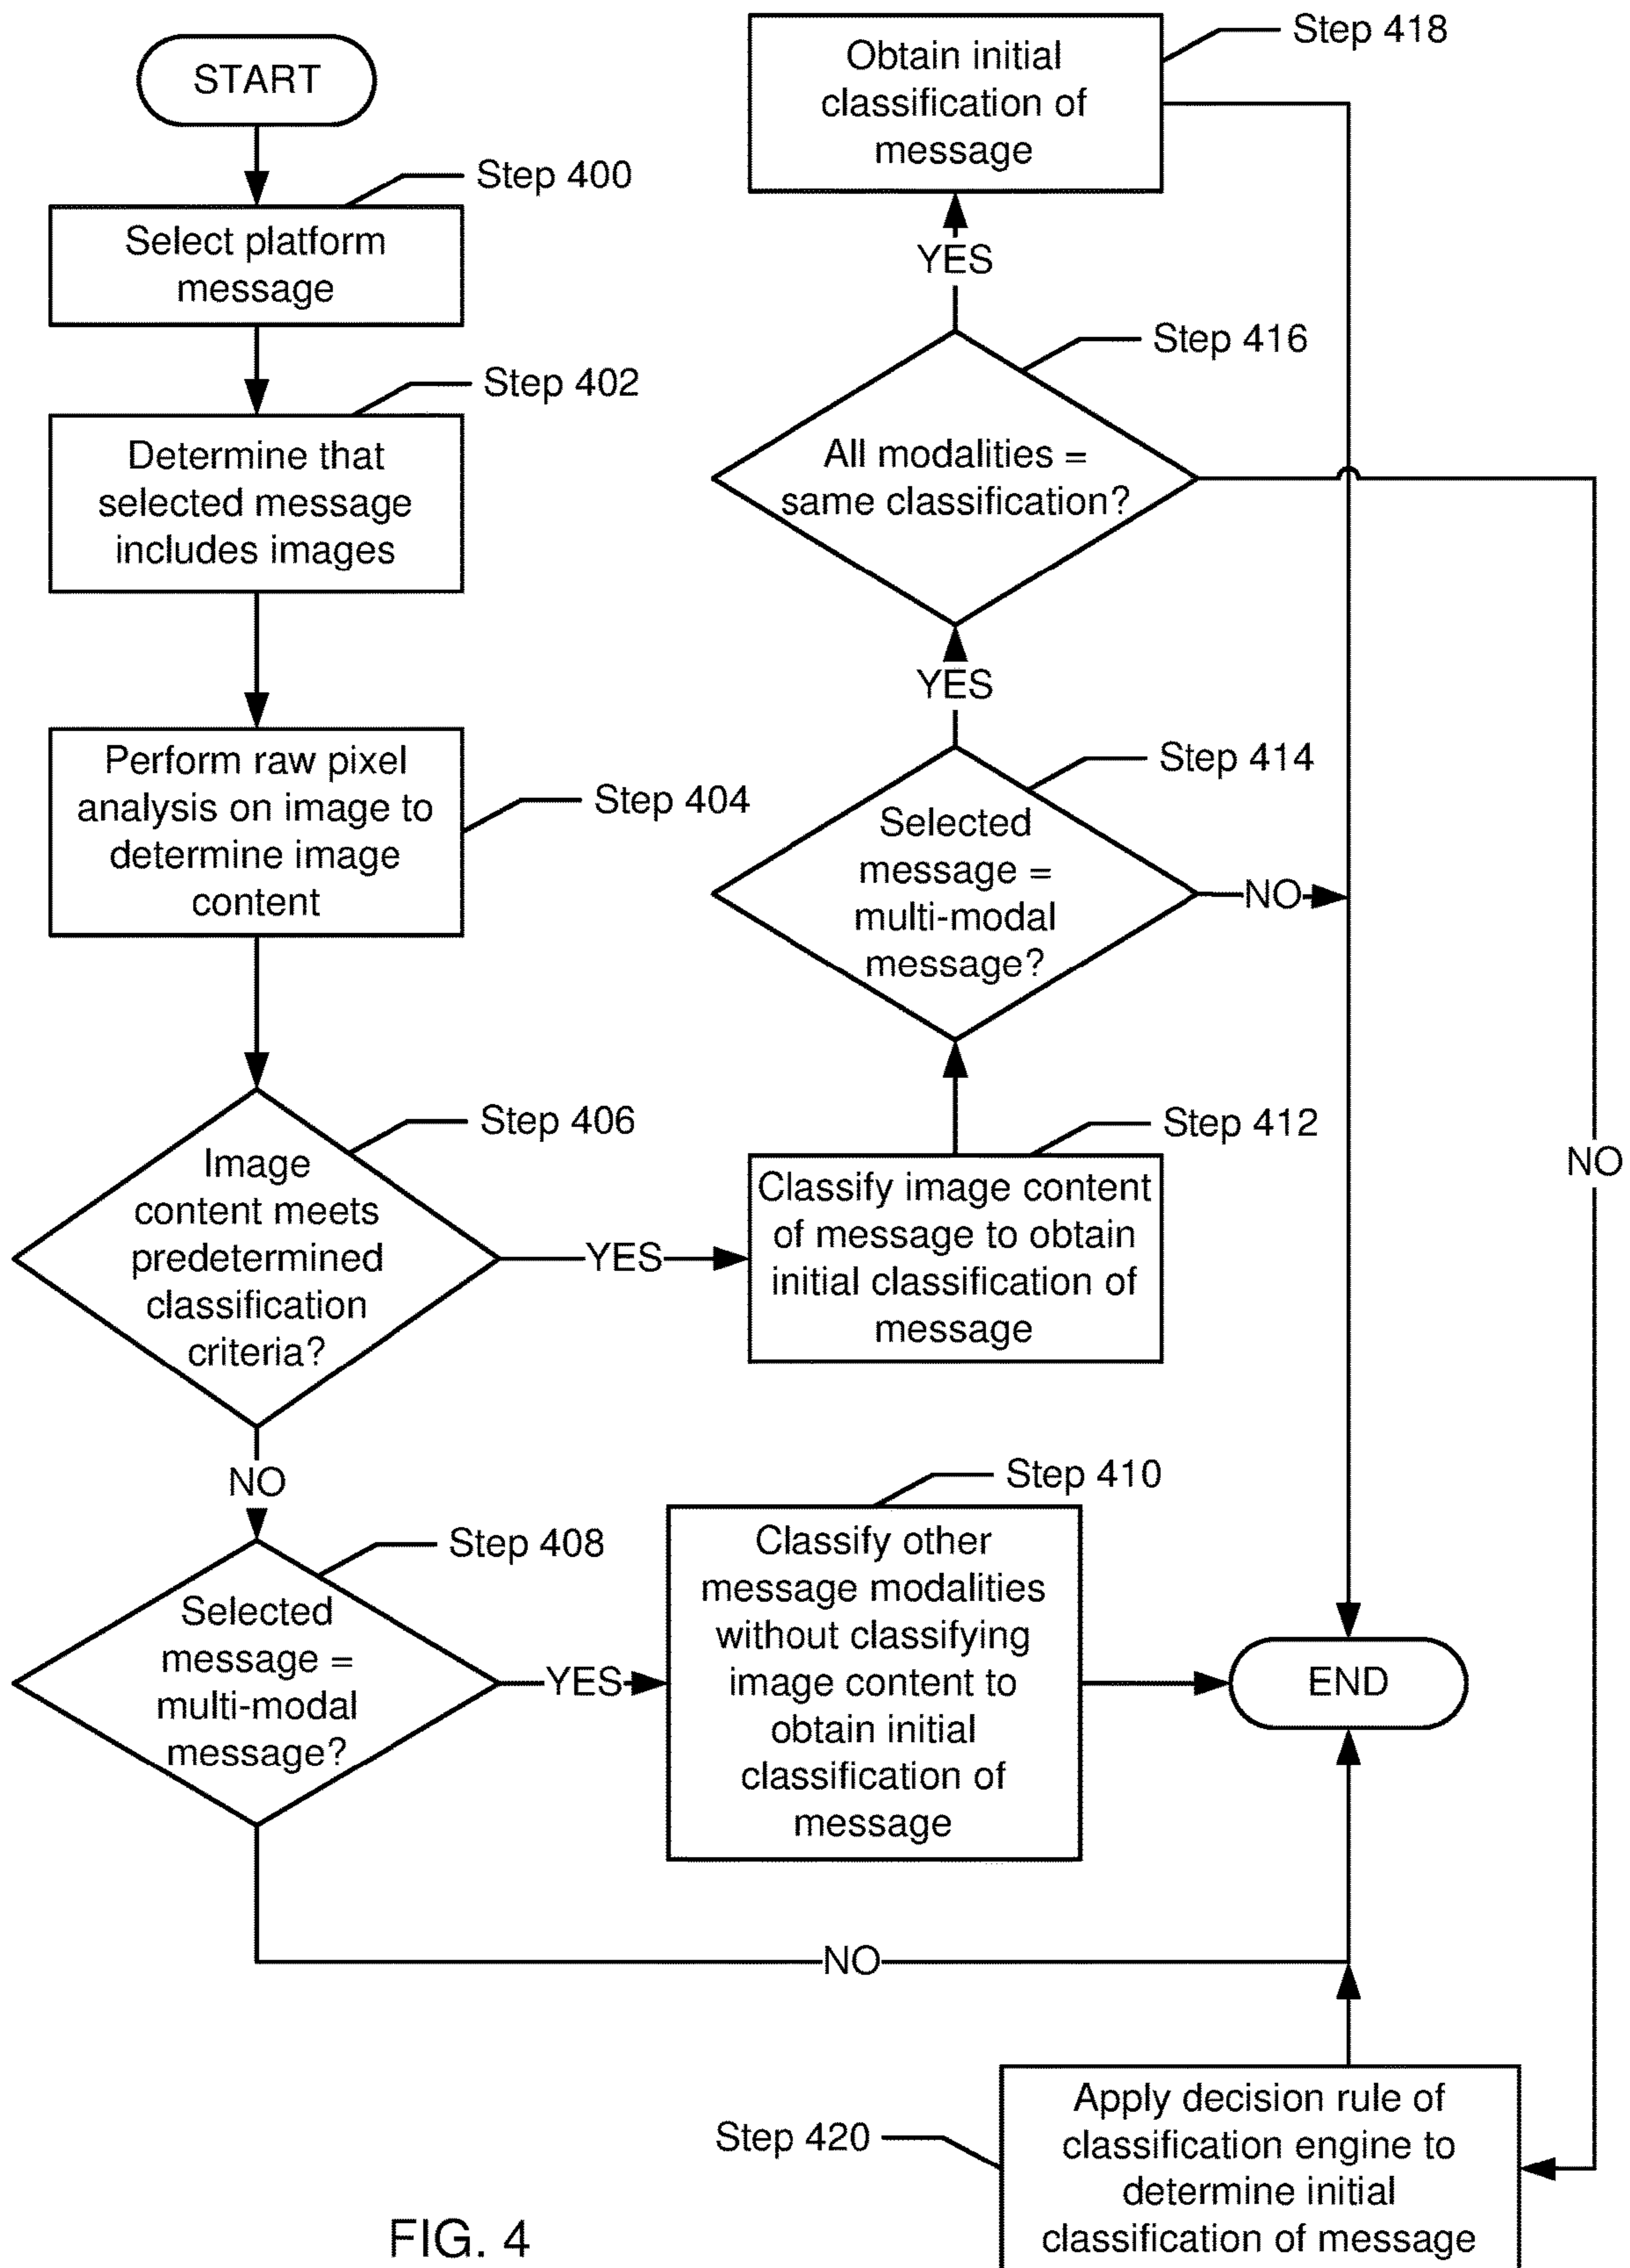 START
Step 400
Select platform
message
Step 402
Determine that
selected message
includes images
Perform raw pixel
analysis on image to
determine image
content
Step 404
Step 406
Image
content meets
predetermined
classification
criteria?
YES
NO
Step 408
Selected
message =
multi-modal
message?
YES
NO
Step 410
Classify other
message modalities
without classifying
image content to
obtain initial
classification of
message
Step 412
Classify image content
of message to obtain
initial classification of
message
Step 414
Selected
message =
multi-modal
message?
NO
YES
Step 416
All modalities =
same classification?
YES
NO
Step 418
Obtain initial
classification of
message
END
Step 420
Apply decision rule of
classification engine to
determine initial
classification of message
FIG. 4